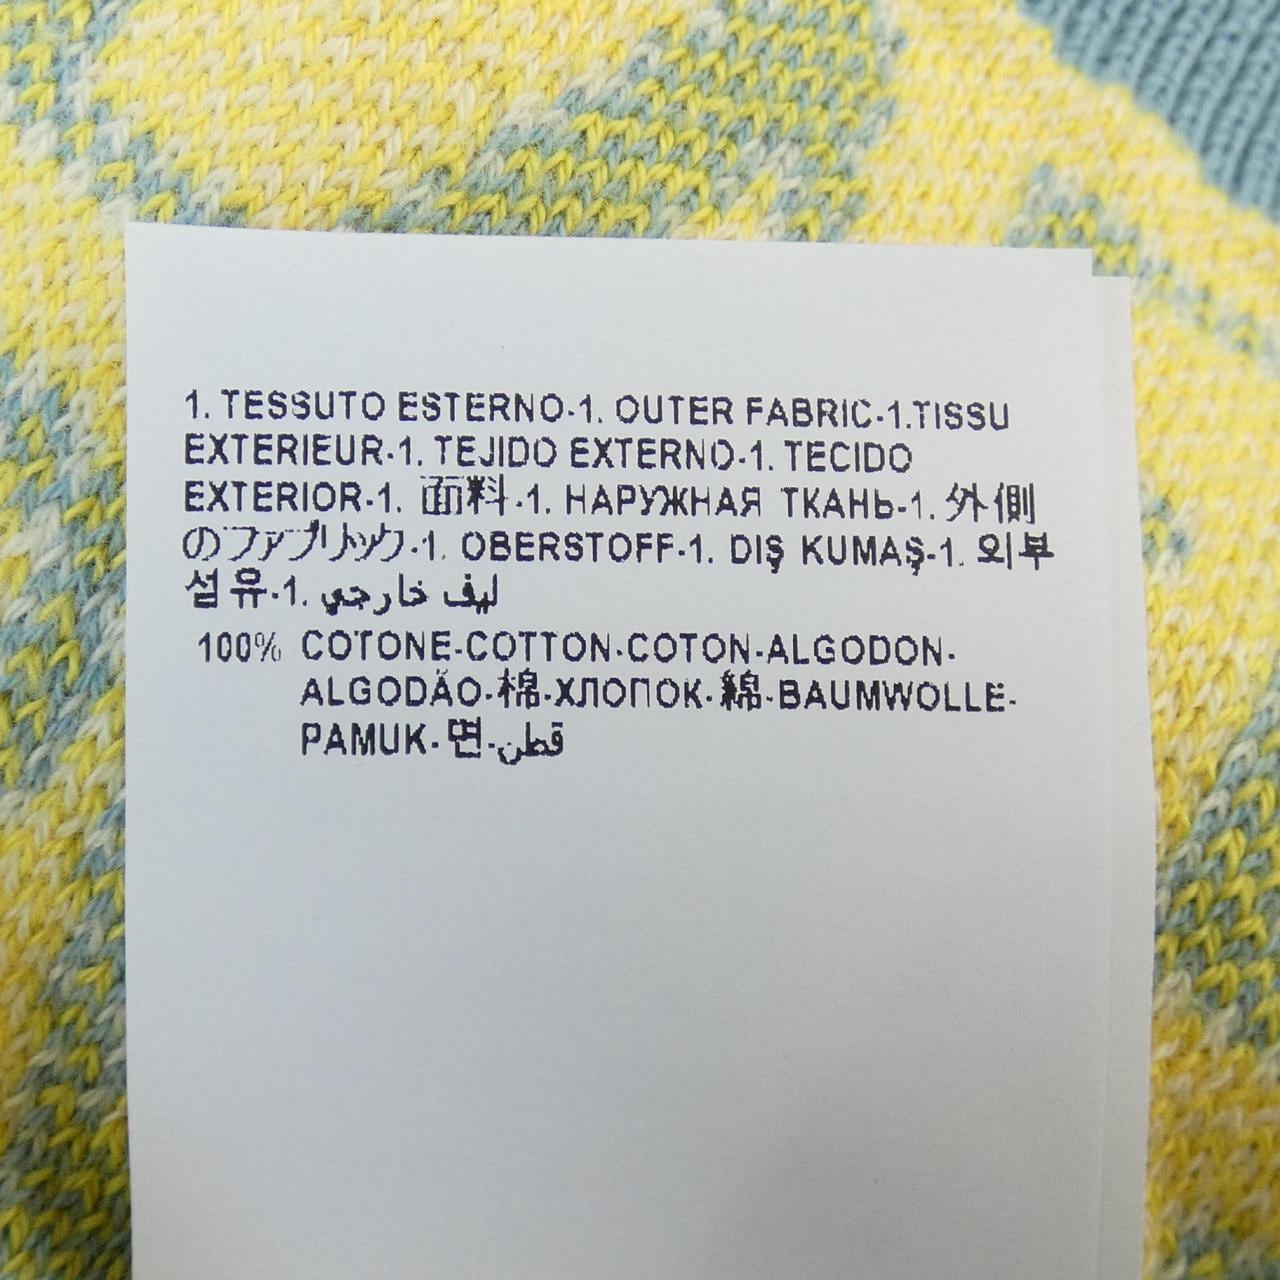 1. TESSUTO ESTERNO-1. OUTER FABRIC-1.TISSU
EXTERIEUR-1. TEJIDO EXTERNO-1. TECIDO
EXTERIOR-1. 面料-1. НАРУЖНАЯ ТКАНЬ-1. 外側
のファブリック-1. OBERSTOFF-1. DIŞ KUMAŞ-1. 외부
섬유-1. ليف خارجي
100% COTONE-COTTON-COTON-ALGODON-
ALGODÃO-棉-ХЛОПОК-綿-BAUMWOLLE-
PAMUK-면-قطن